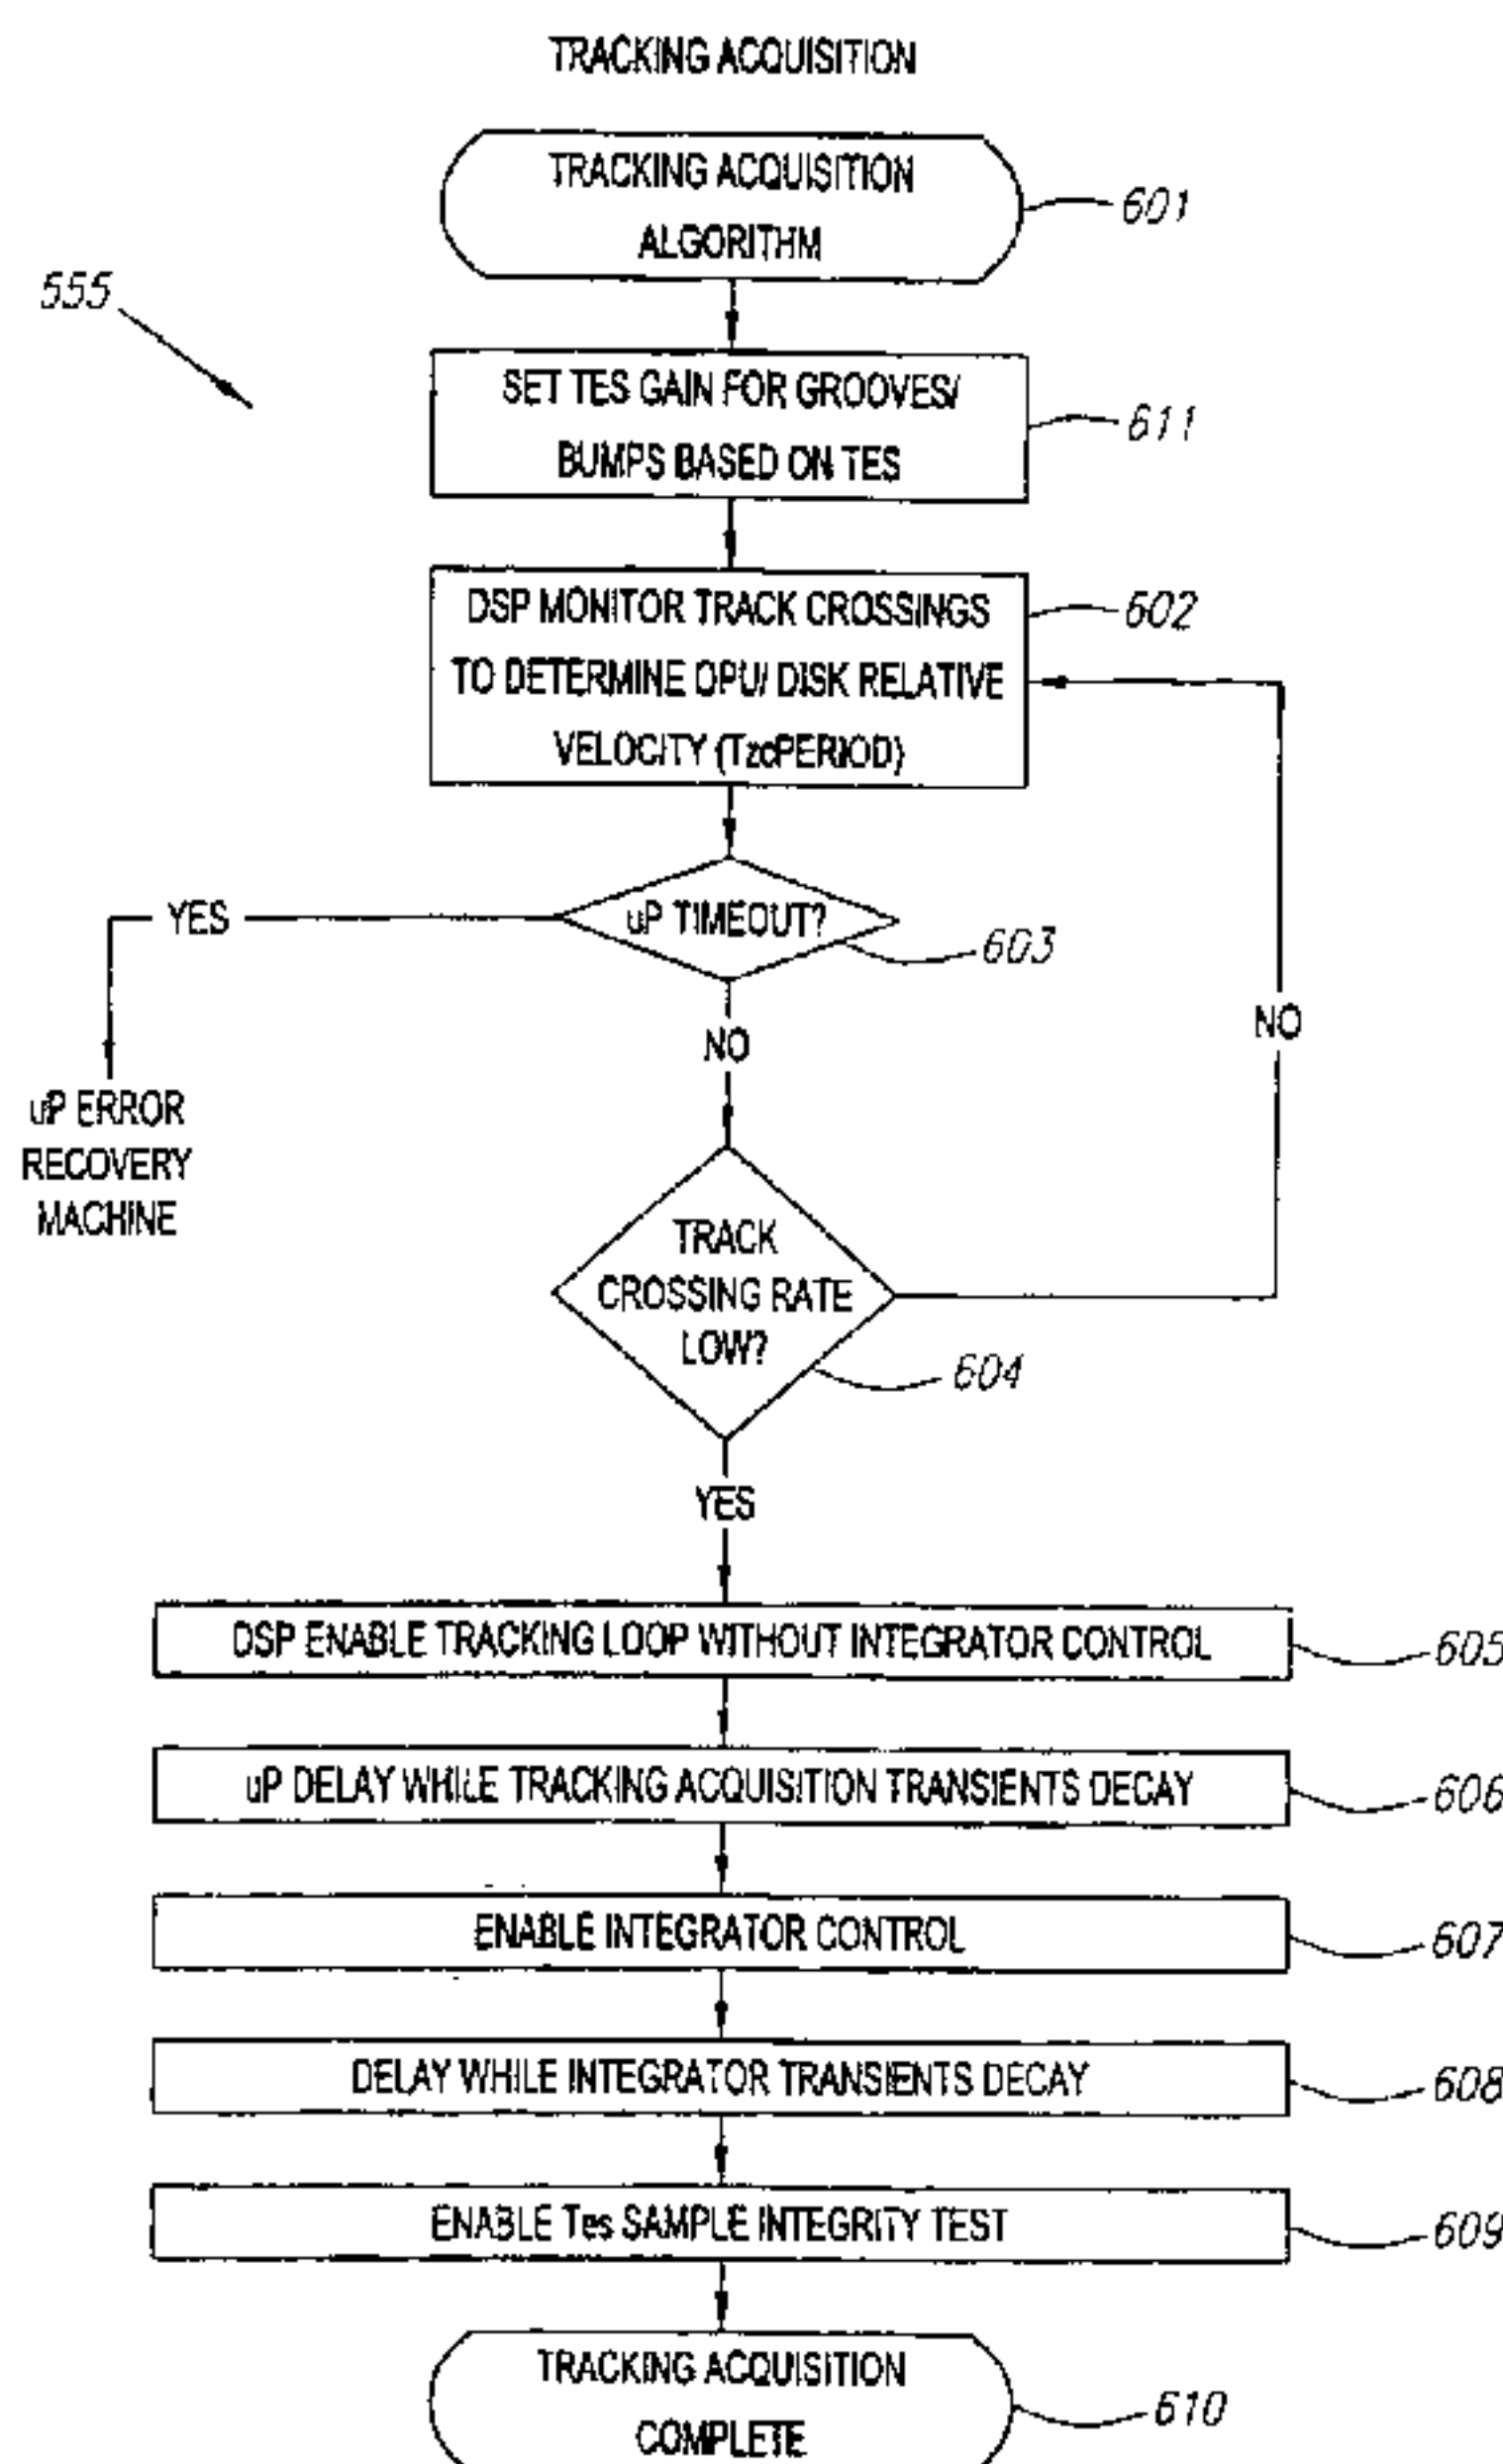 TRACKING ACQUISITION
TRACKING ACQUISITION
ALGORITHM
601
555
SET TES GAIN FOR GROOVES/
BUMPS BASED ON TES
611
DSP MONITOR TRACK CROSSINGS
TO DETERMINE OPU/ DISK RELATIVE
VELOCITY (TzcPERIOD)
602
YES
uP TIMEOUT?
603
NO
NO
uP ERROR
RECOVERY
MACHINE
TRACK
CROSSING RATE
LOW?
604
YES
DSP ENABLE TRACKING LOOP WITHOUT INTEGRATOR CONTROL
605
uP DELAY WHILE TRACKING ACQUISITION TRANSIENTS DECAY
606
ENABLE INTEGRATOR CONTROL
607
DELAY WHILE INTEGRATOR TRANSIENTS DECAY
608
ENABLE Tes SAMPLE INTEGRITY TEST
609
TRACKING ACQUISITION
COMPLETE
610